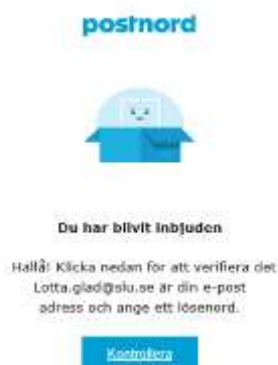 postnord
Du har blivit inbjuden
Hallå! Klicka nedan för att verifiera det
Lotta.glad@slu.se är din e-post
adress och ange ett lösenord.
Kontrollera